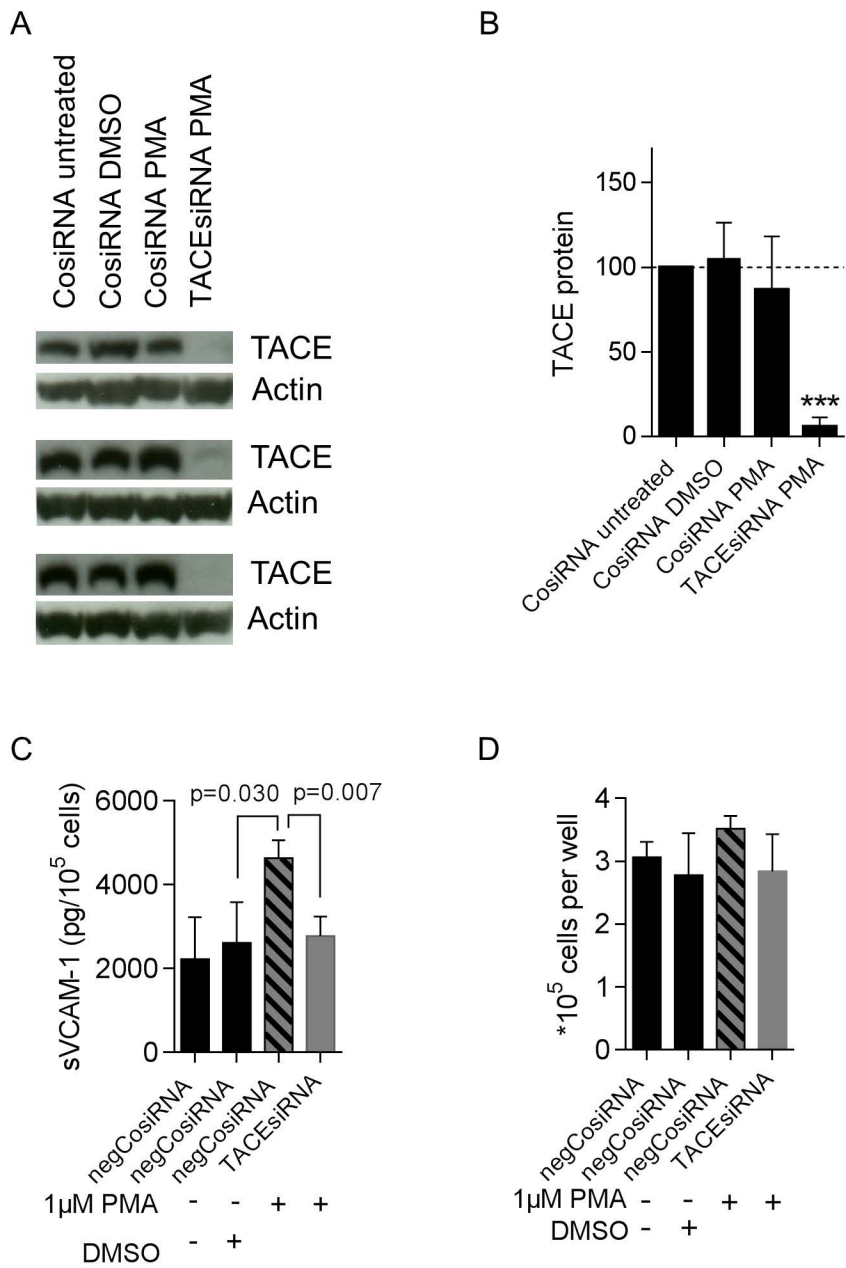 A
CosiRNA untreated
CosiRNA DMSO
CosiRNA PMA
TACEsiRNA PMA
TACE
Actin
TACE
Actin
TACE
Actin
B
TACE protein
150
100
50
0
***
CosiRNA untreated
CosiRNA DMSO
CosiRNA PMA
TACEsiRNA PMA
C
sVCAM-1 (pg/10⁵ cells)
6000
4000
2000
0
p=0.030 p=0.007
negCosiRNA
negCosiRNA
negCosiRNA
TACEsiRNA
1µM PMA - - + +
DMSO - +
D
*10⁵ cells per well
4
3
2
1
0
negCosiRNA
negCosiRNA
negCosiRNA
TACEsiRNA
1µM PMA - - + +
DMSO - +